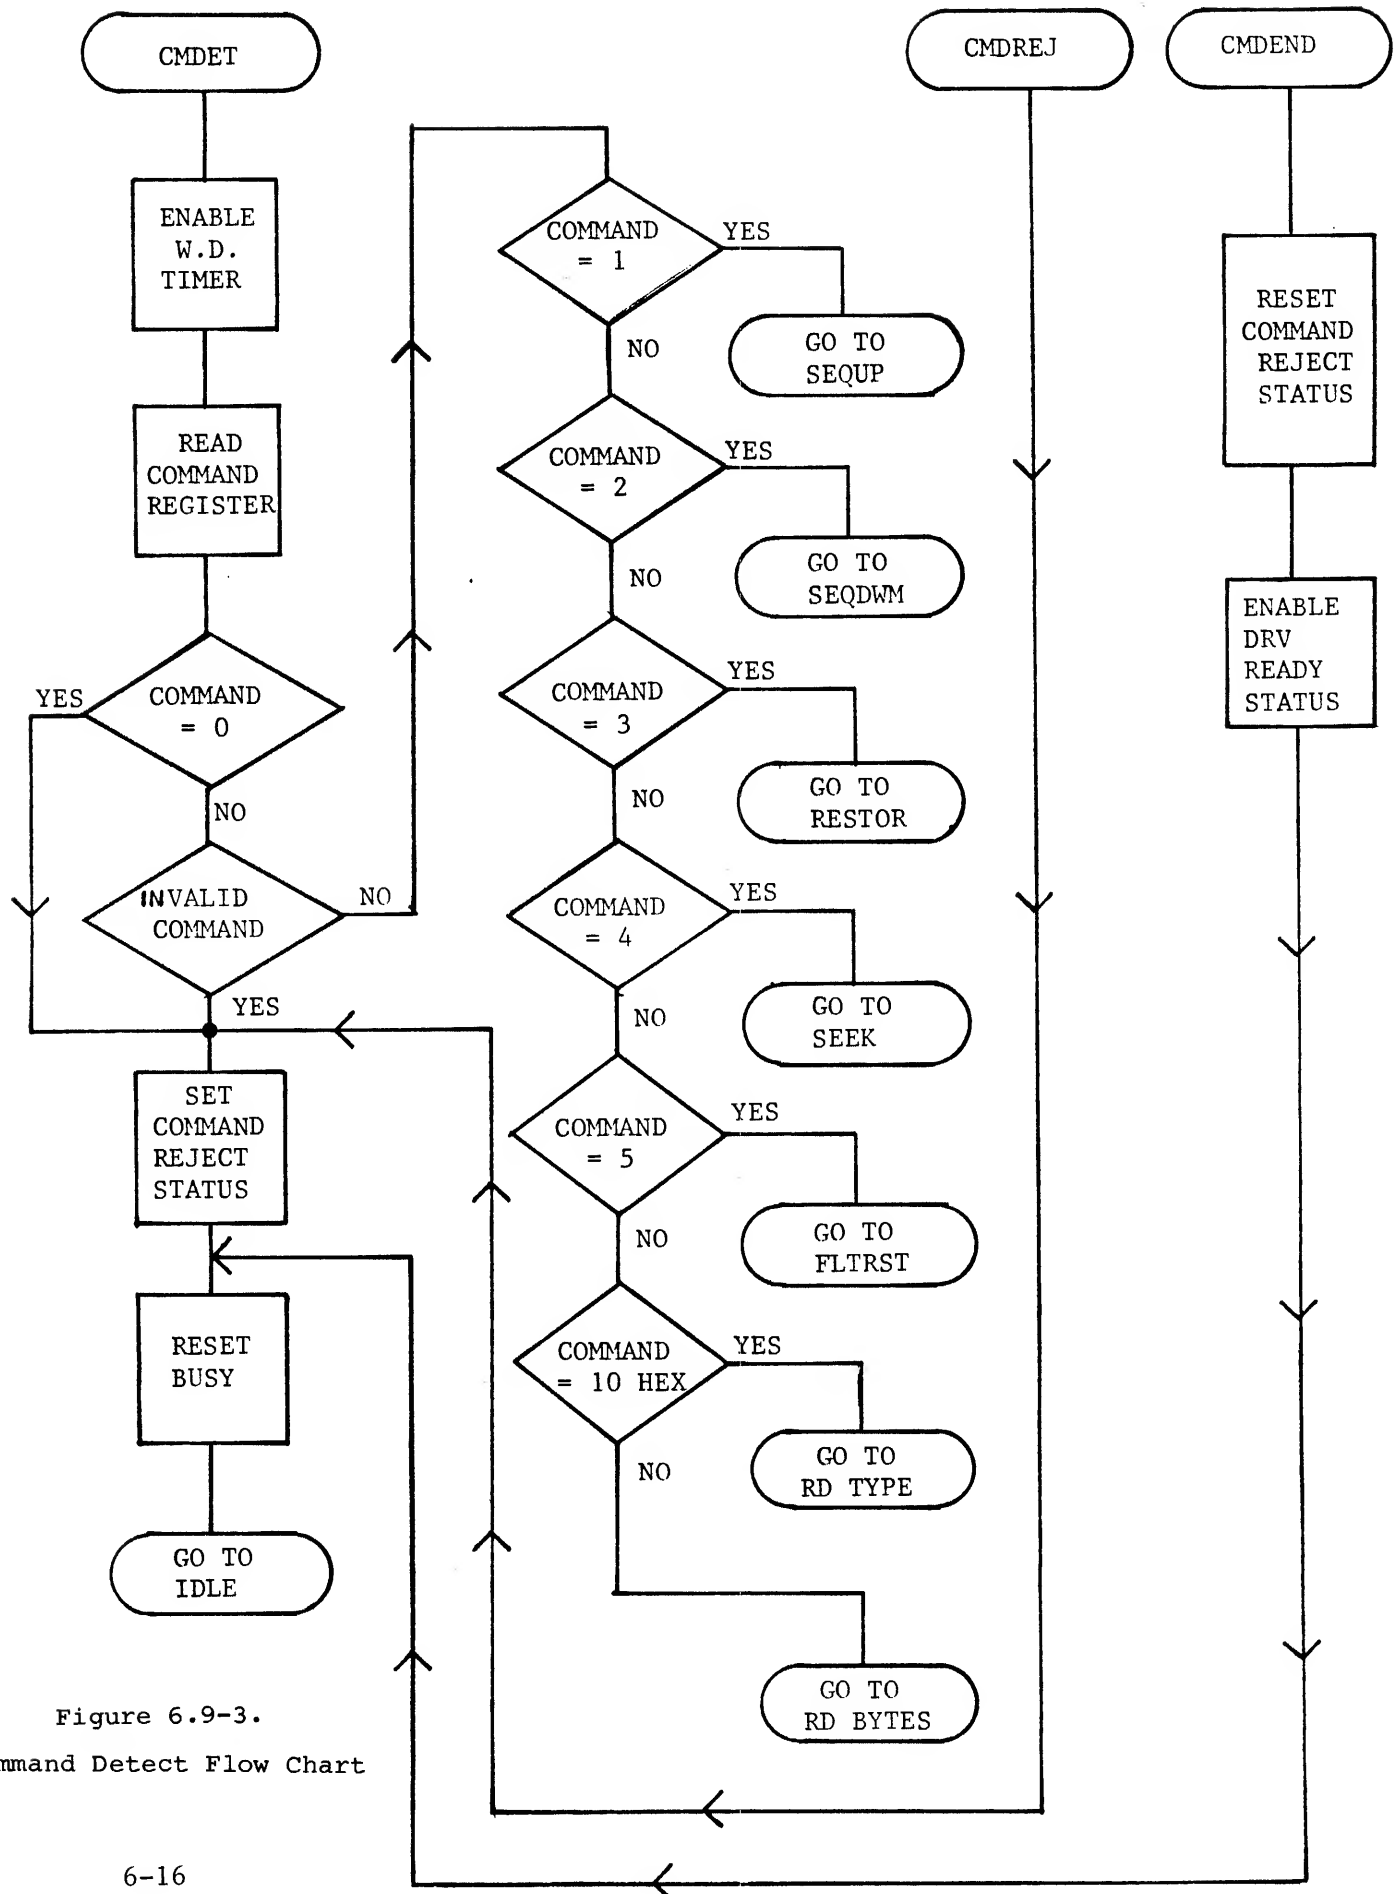 CMDET
ENABLE
W.D.
TIMER
READ
COMMAND
REGISTER
COMMAND
= 0
YES
NO
INVALID
COMMAND
NO
YES
SET
COMMAND
REJECT
STATUS
RESET
BUSY
GO TO
IDLE
COMMAND
= 1
YES
GO TO
SEQUP
NO
COMMAND
= 2
YES
GO TO
SEQDWM
NO
COMMAND
= 3
YES
GO TO
RESTOR
NO
COMMAND
= 4
YES
GO TO
SEEK
NO
COMMAND
= 5
YES
GO TO
FLTRST
NO
COMMAND
= 10 HEX
YES
GO TO
RD TYPE
NO
GO TO
RD BYTES
CMDREJ
CMDEND
RESET
COMMAND
REJECT
STATUS
ENABLE
DRV
READY
STATUS
Figure 6.9-3.
mmand Detect Flow Chart
6-16